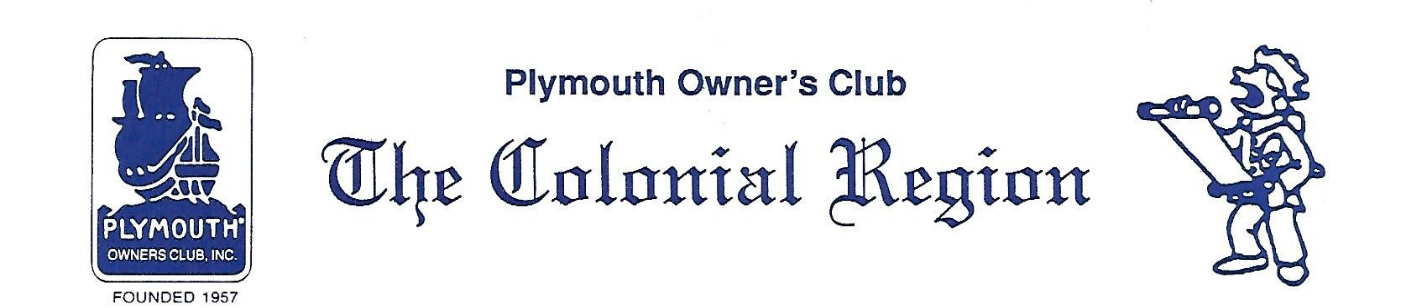 PLYMOUTH®
OWNERS CLUB, INC.
FOUNDED 1957
Plymouth Owner's Club
The Colonial Region